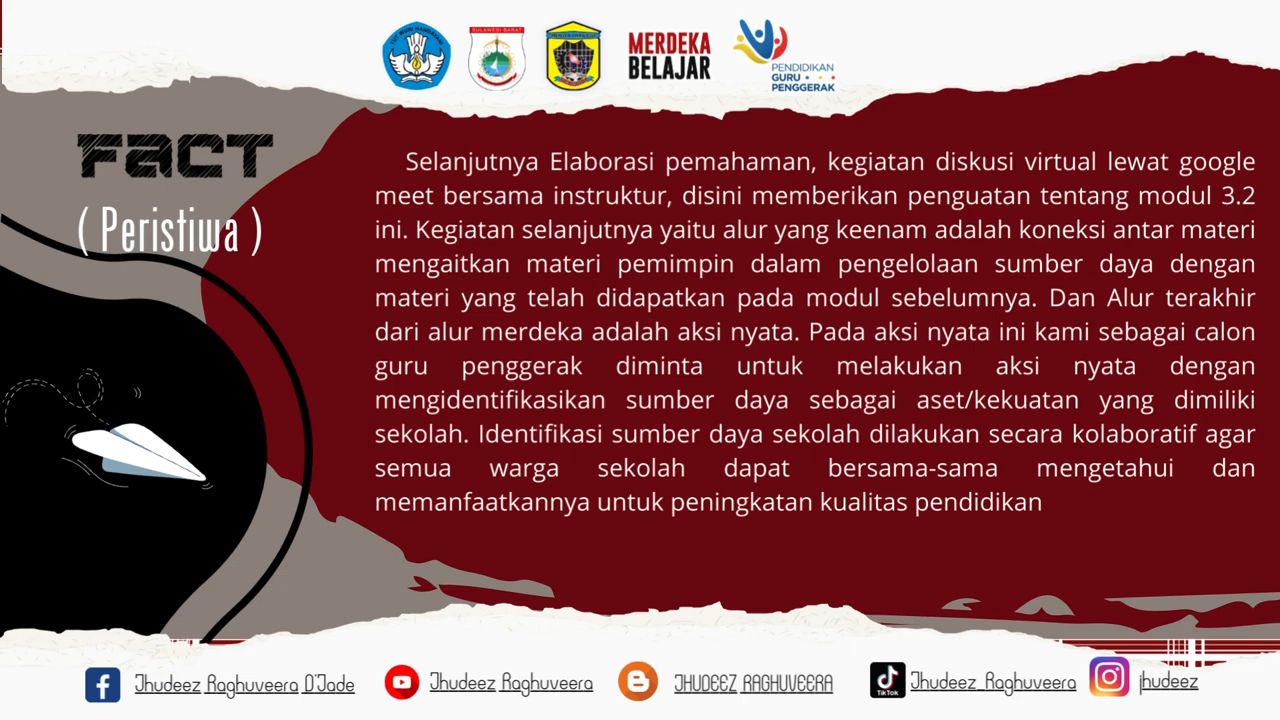 SULAWESI BARAT
MERDEKA
BELAJAR
PENDIDIKAN
GURU
PENGGERAK
FACT
( Peristiwa )
Selanjutnya Elaborasi pemahaman, kegiatan diskusi virtual lewat google
meet bersama instruktur, disini memberikan penguatan tentang modul 3.2
ini. Kegiatan selanjutnya yaitu alur yang keenam adalah koneksi antar materi
mengaitkan materi pemimpin dalam pengelolaan sumber daya dengan
materi yang telah didapatkan pada modul sebelumnya. Dan Alur terakhir
dari alur merdeka adalah aksi nyata. Pada aksi nyata ini kami sebagai calon
guru penggerak diminta untuk melakukan aksi nyata dengan
mengidentifikasikan sumber daya sebagai aset/kekuatan yang dimiliki
sekolah. Identifikasi sumber daya sekolah dilakukan secara kolaboratif agar
semua warga sekolah dapat bersama-sama mengetahui dan
memanfaatkannya untuk peningkatan kualitas pendidikan
Jhudeez Raghuveera D'Jade
Jhudeez Raghuveera
JHUDEEZ RAGHUVEERA
TikTok
Jhudeez_Raghuveera
jhudeez